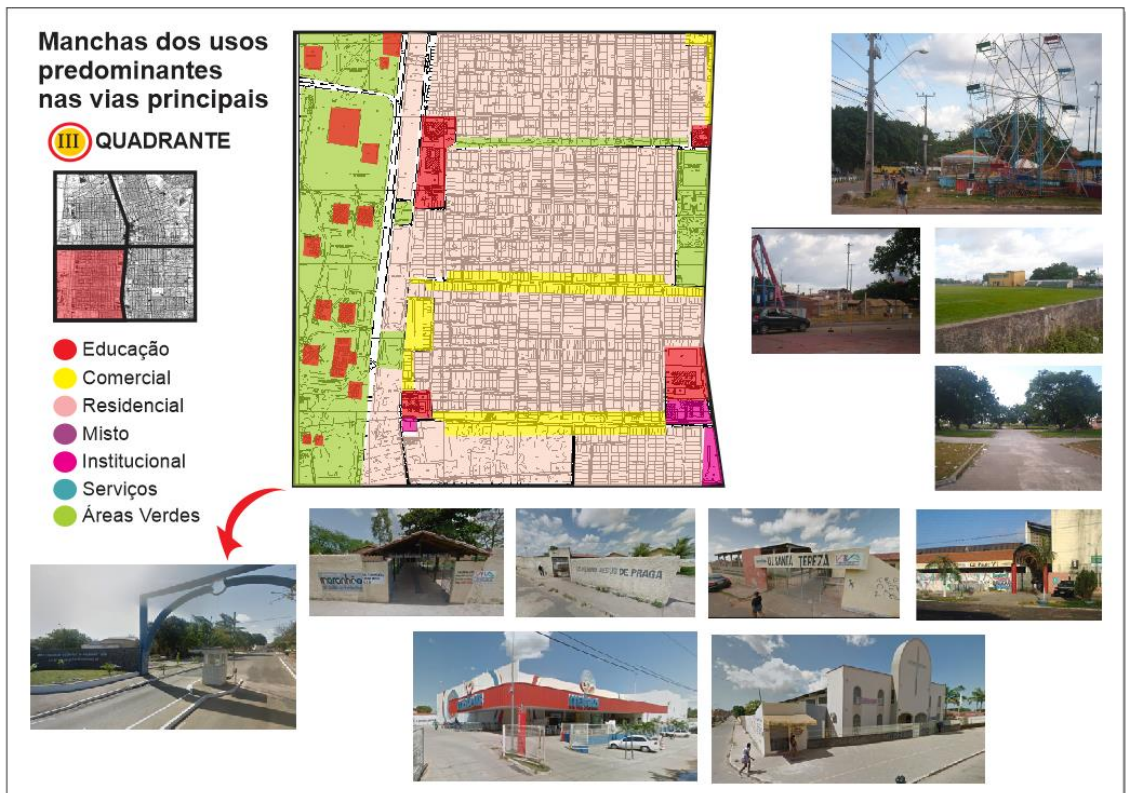 Manchas dos usos
predominantes
nas vias principais
III QUADRANTE
Educação
Comercial
Residencial
Misto
Institucional
Serviços
Áreas Verdes
maranhão
DE PRAGA
SANTA TEREZA